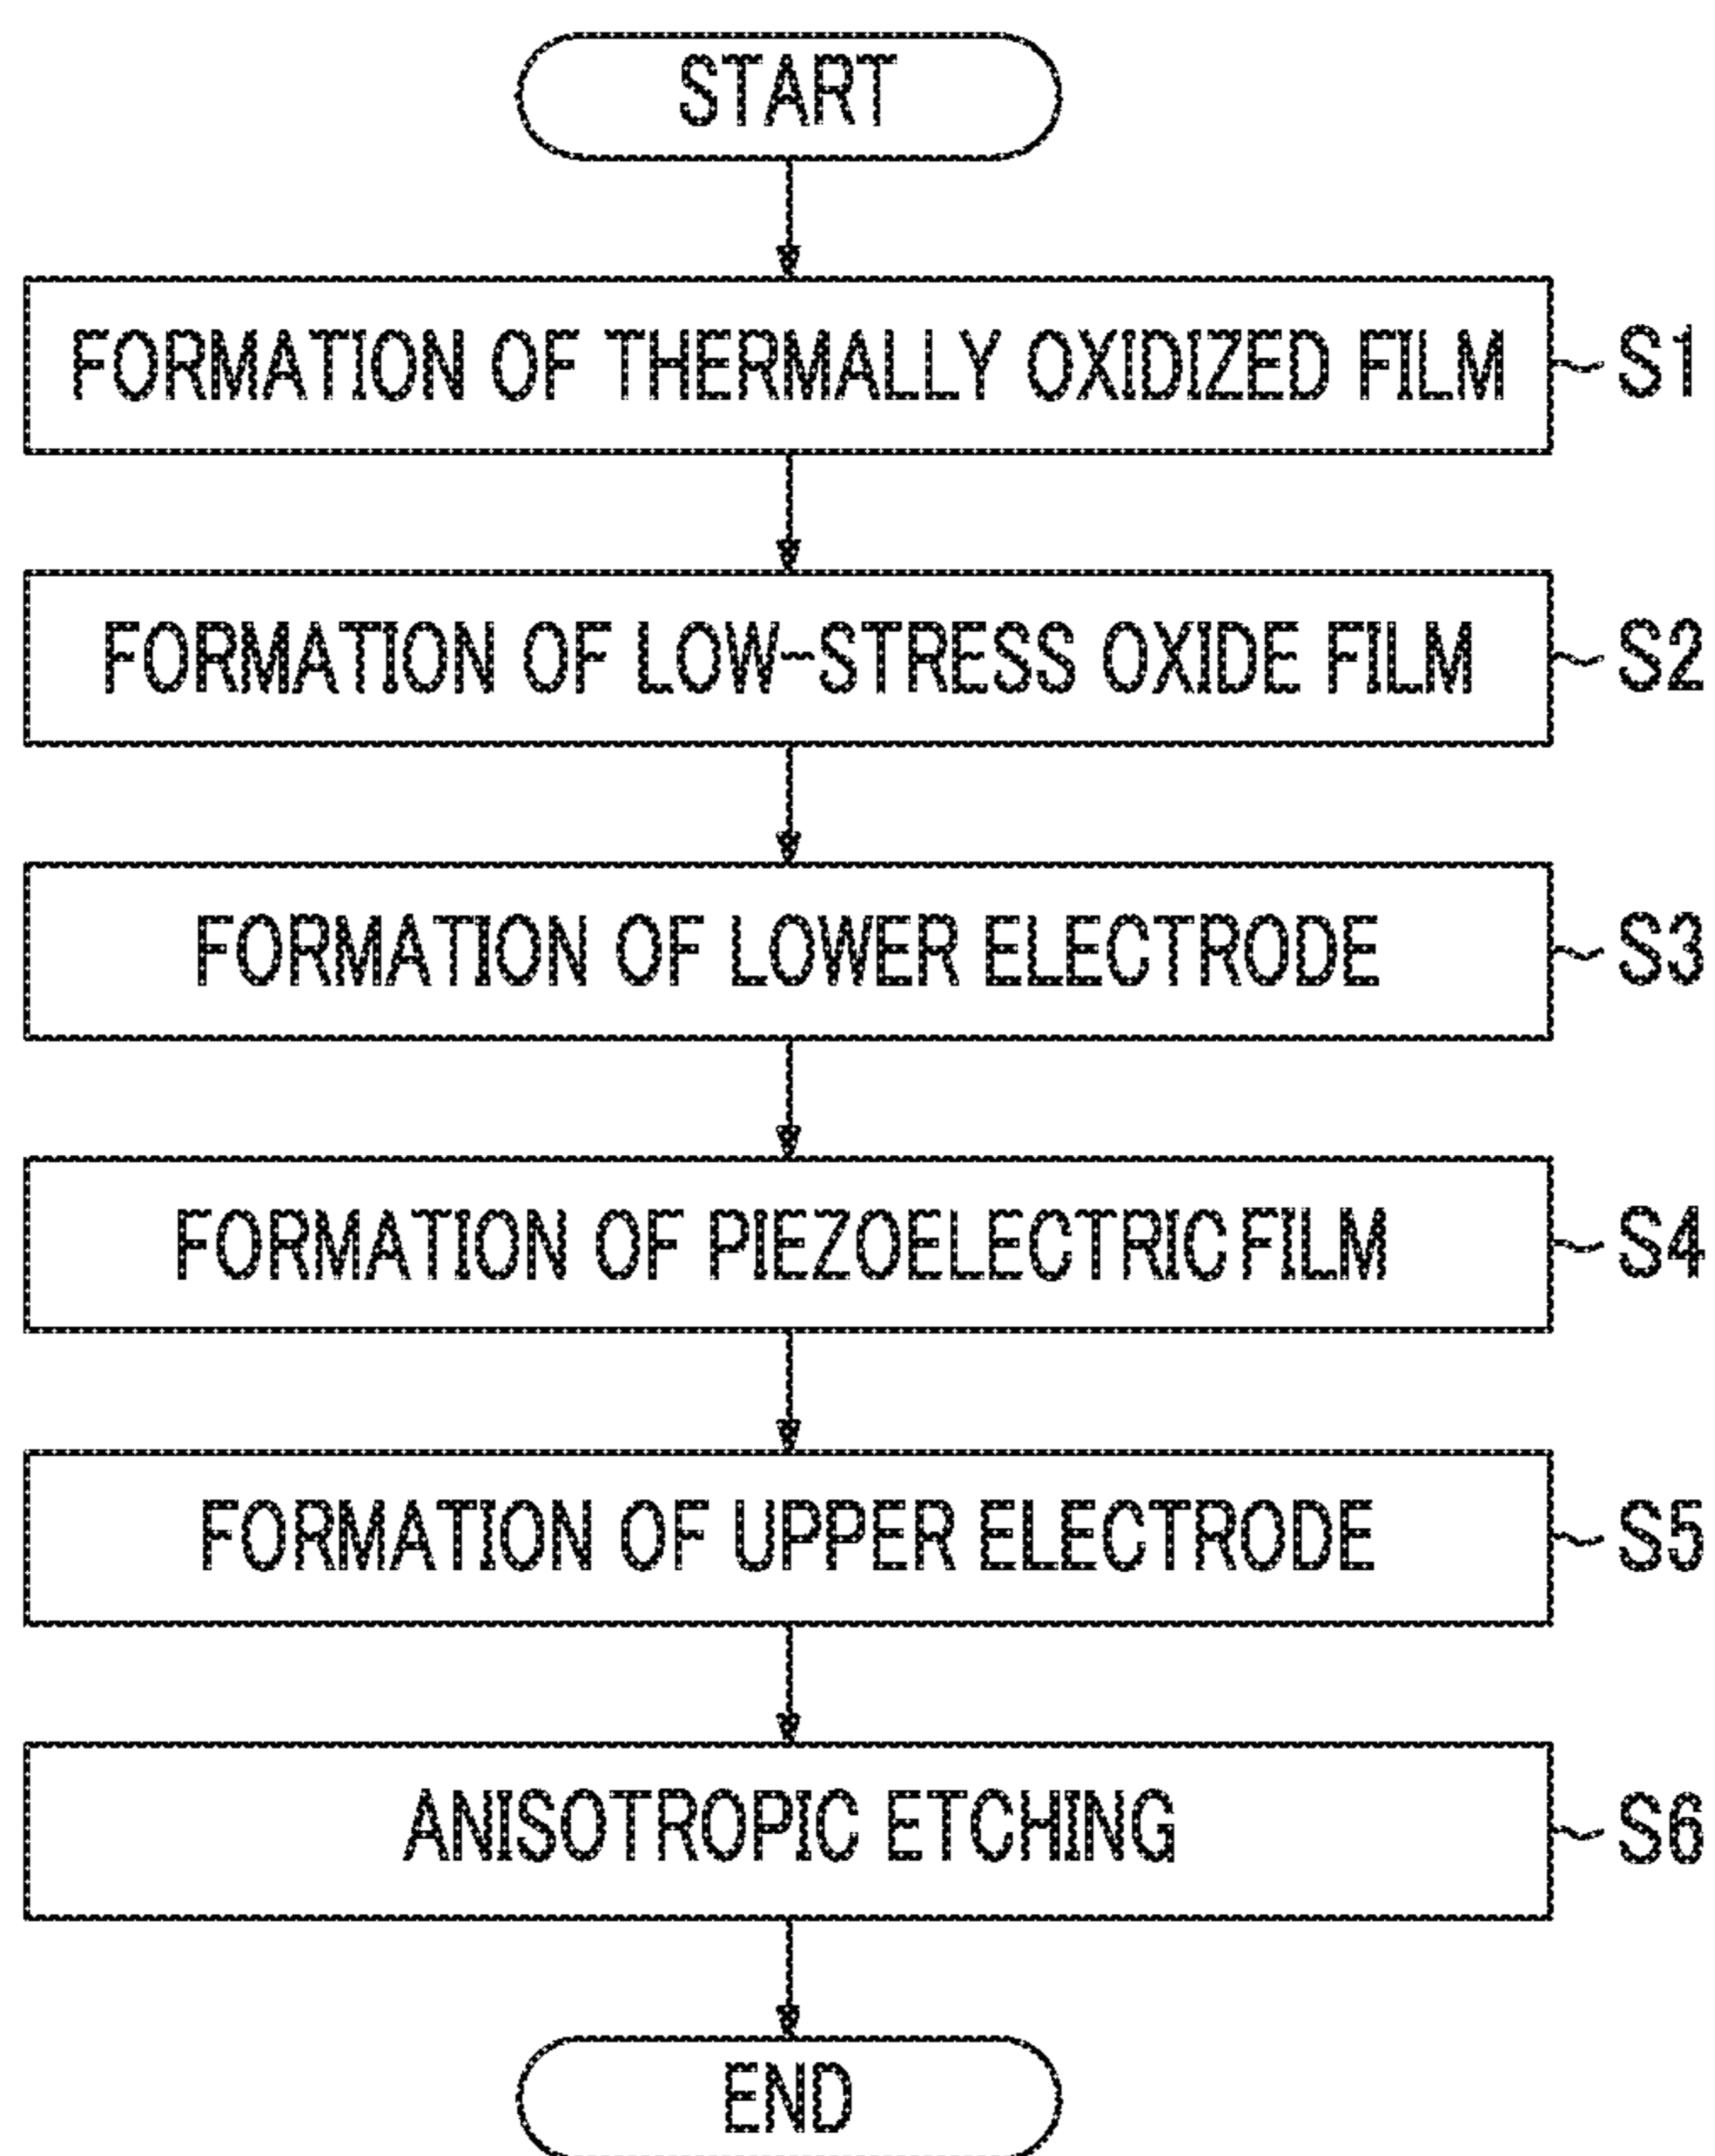 START
FORMATION OF THERMALLY OXIDIZED FILM S1
FORMATION OF LOW-STRESS OXIDE FILM S2
FORMATION OF LOWER ELECTRODE S3
FORMATION OF PIEZOELECTRIC FILM S4
FORMATION OF UPPER ELECTRODE S5
ANISOTROPIC ETCHING S6
END